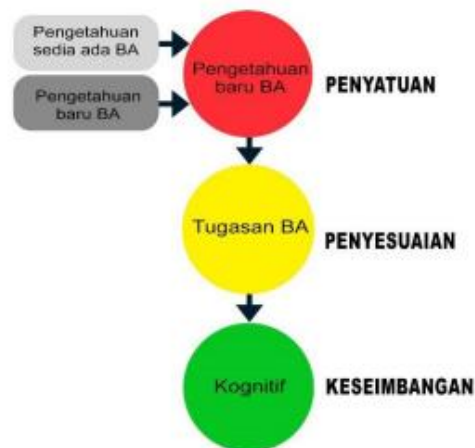 Pengetahuan
sedia ada BA
Pengetahuan
baru BA
Pengetahuan
baru BA
PENYATUAN
Tugasan BA
PENYESUAIAN
Kognitif
KESEIMBANGAN